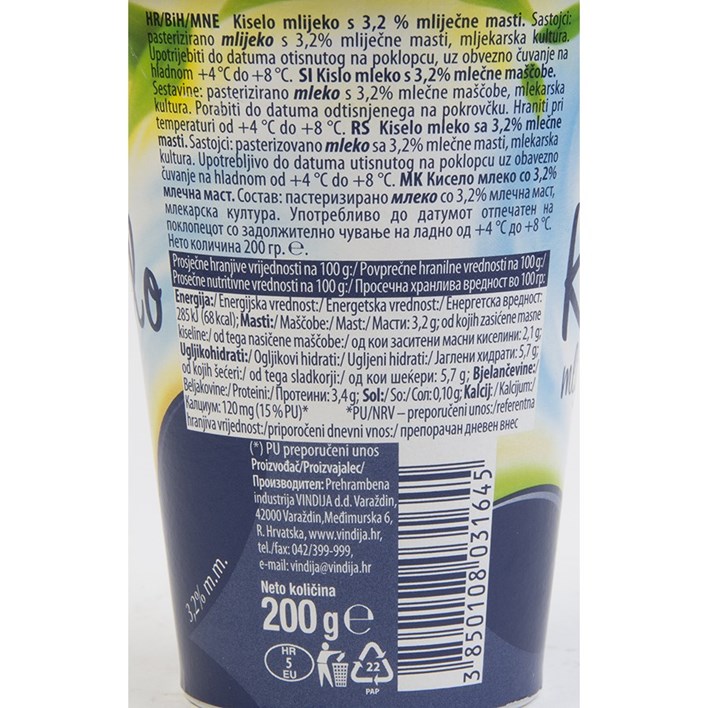 HR/BiH/MNE Kiselo mlijeko s 3,2 % mliječne masti. Sastojci:
pasterizirano mlijeko s 3,2% mliječne masti, mljekarska kultura.
Upotrijebiti do datuma otisnutog na poklopcu, uz obvezno čuvanje na
hladnom +4 °C do +8 °C. SI Kislo mleko s 3,2 % mlečne maščobe.
Sestavine: pasterizirano mleko s 3,2% mlečne maščobe, mlekarska
kultura. Porabiti do datuma odtisnjenega na pokrovčku. Hraniti pri
temperaturi od +4 °C do +8 °C. RS Kiselo mleko sa 3,2% mlečne
masti. Sastojci: pasterizovano mleko sa 3,2% mlečne masti, mlekarska
kultura. Upotrebljivo do datuma utisnutog na poklopcu uz obavezno
čuvanje na hladnom od +4 °C do +8 °C. MK Кисело млеко со 3,2%
млечна маст. Состав: пастеризирано млеко со 3,2% млечна маст,
млекарска култура. Употребливо до датумот отпечатен на
поклопецот со задолжително чување на ладно од +4 °C до +8 °C.
Нето количина 200 гр. e.
Prosječne hranjive vrijednosti na 100 g:/ Povprečne hranilne vrednosti na 100 g:/
Prosečne nutritivne vrednosti na 100 g:/ Просечна хранлива вредност во 100 гр:
Energija:/ Energijska vrednost:/ Energetska vrednost:/ Енергетска вредност:
285 kJ (68 kcal); Masti:/ Maščobe:/ Mast:/ Масти: 3,2 g; od kojih zasićene masne
kiseline:/ od tega nasičene maščobe:/ од кои заситени масни киселини: 2,1 g;
Ugljikohidrati:/ Ogljikovi hidrati:/ Ugljeni hidrati:/ Јаглени хидрати: 5,7 g;
od kojih šećeri:/ od tega sladkorji:/ од кои шеќери: 5,7 g; Bjelančevine:/
Beljakovine:/ Proteini:/ Протеини: 3,4 g; Sol:/ So:/ Сол: 0,10 g; Kalcij:/ Kalcijum:/
Калциум: 120 mg (15 % PU)* *PU/NRV – preporučeni unos:/ referentna
hranjiva vrijednost:/ priporočeni dnevni vnos:/ препорачан дневен внес
(*) PU preporučeni unos
Proizvođač/Proizvajalec/
Производител: Prehrambena
industrija VINDIJA d.d. Varaždin,
42000 Varaždin, Međimurska 6,
R. Hrvatska, www.vindija.hr,
tel./fax: 042/399-999,
e-mail: vindija@vindija.hr
Neto količina
200 g e
3,2% m.m.
HR
5
EU
22
PAP
3 850108 031645